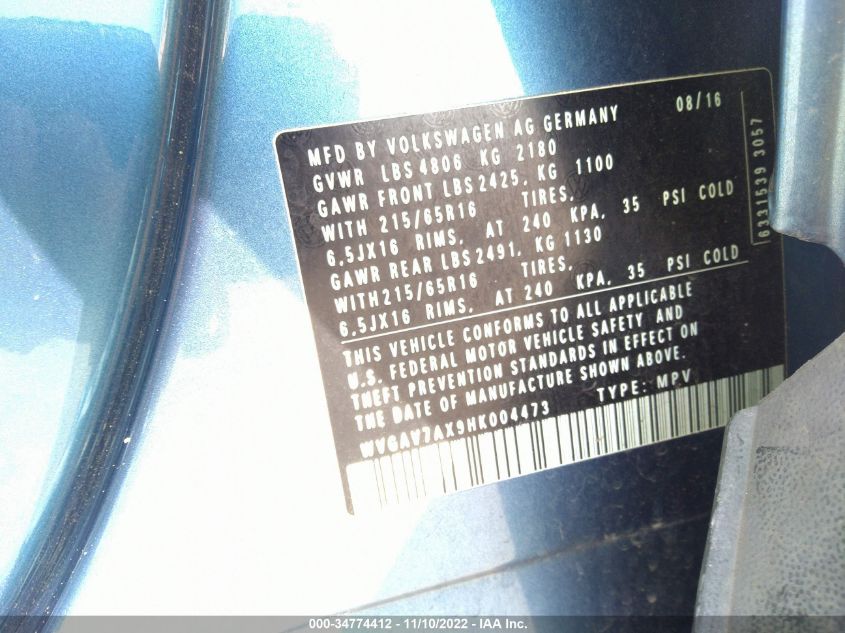 MFD BY VOLKSWAGEN AG GERMANY 08/16
GVWR LBS 4806 KG 2180
GAWR FRONT LBS 2425, KG 1100
WITH 215/65R16 TIRES,
6,5JX16 RIMS, AT 240 KPA, 35 PSI COLD
GAWR REAR LBS 2491, KG 1130
WITH 215/65R16 TIRES,
6,5JX16 RIMS, AT 240 KPA, 35 PSI COLD
THIS VEHICLE CONFORMS TO ALL APPLICABLE
U.S. FEDERAL MOTOR VEHICLE SAFETY AND
THEFT PREVENTION STANDARDS IN EFFECT ON
THE DATE OF MANUFACTURE SHOWN ABOVE.
WVGAV7AX9HK004473 TYPE: MPV
6331539 3057
000-34774412 - 11/10/2022 - IAA Inc.